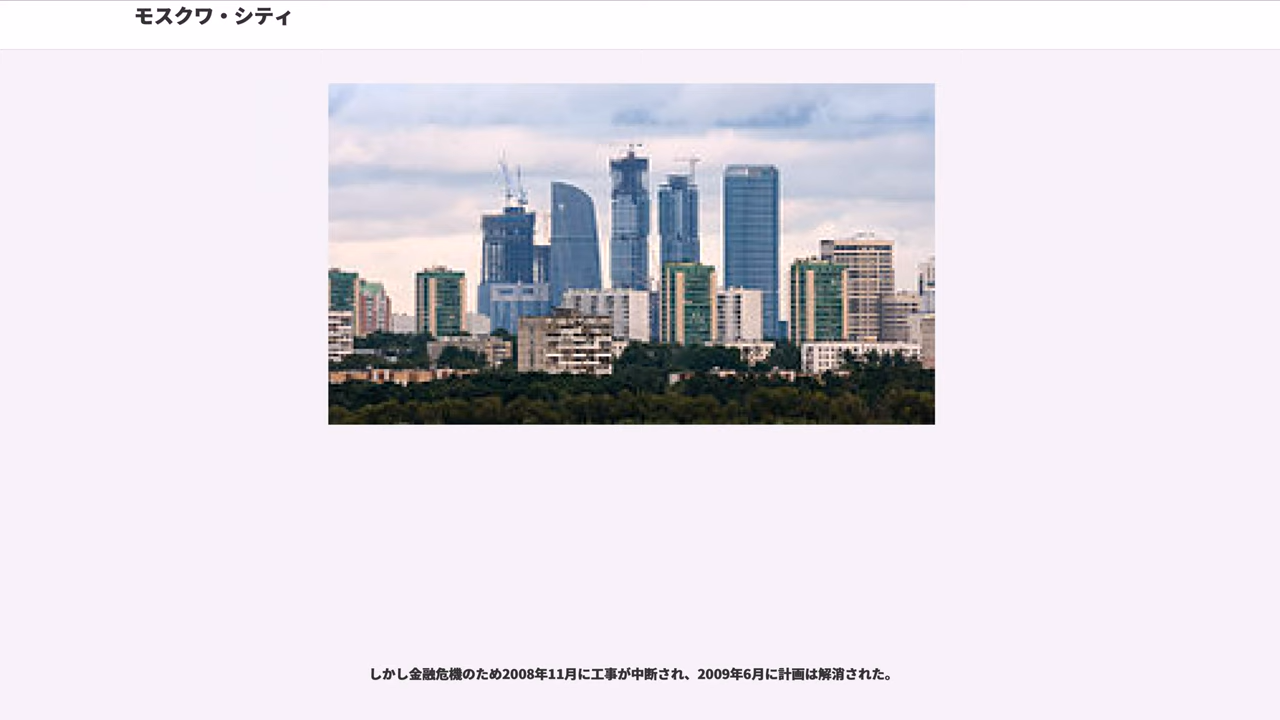 モスクワ・シティ
しかし金融危機のため2008年11月に工事が中断され、2009年6月に計画は解消された。